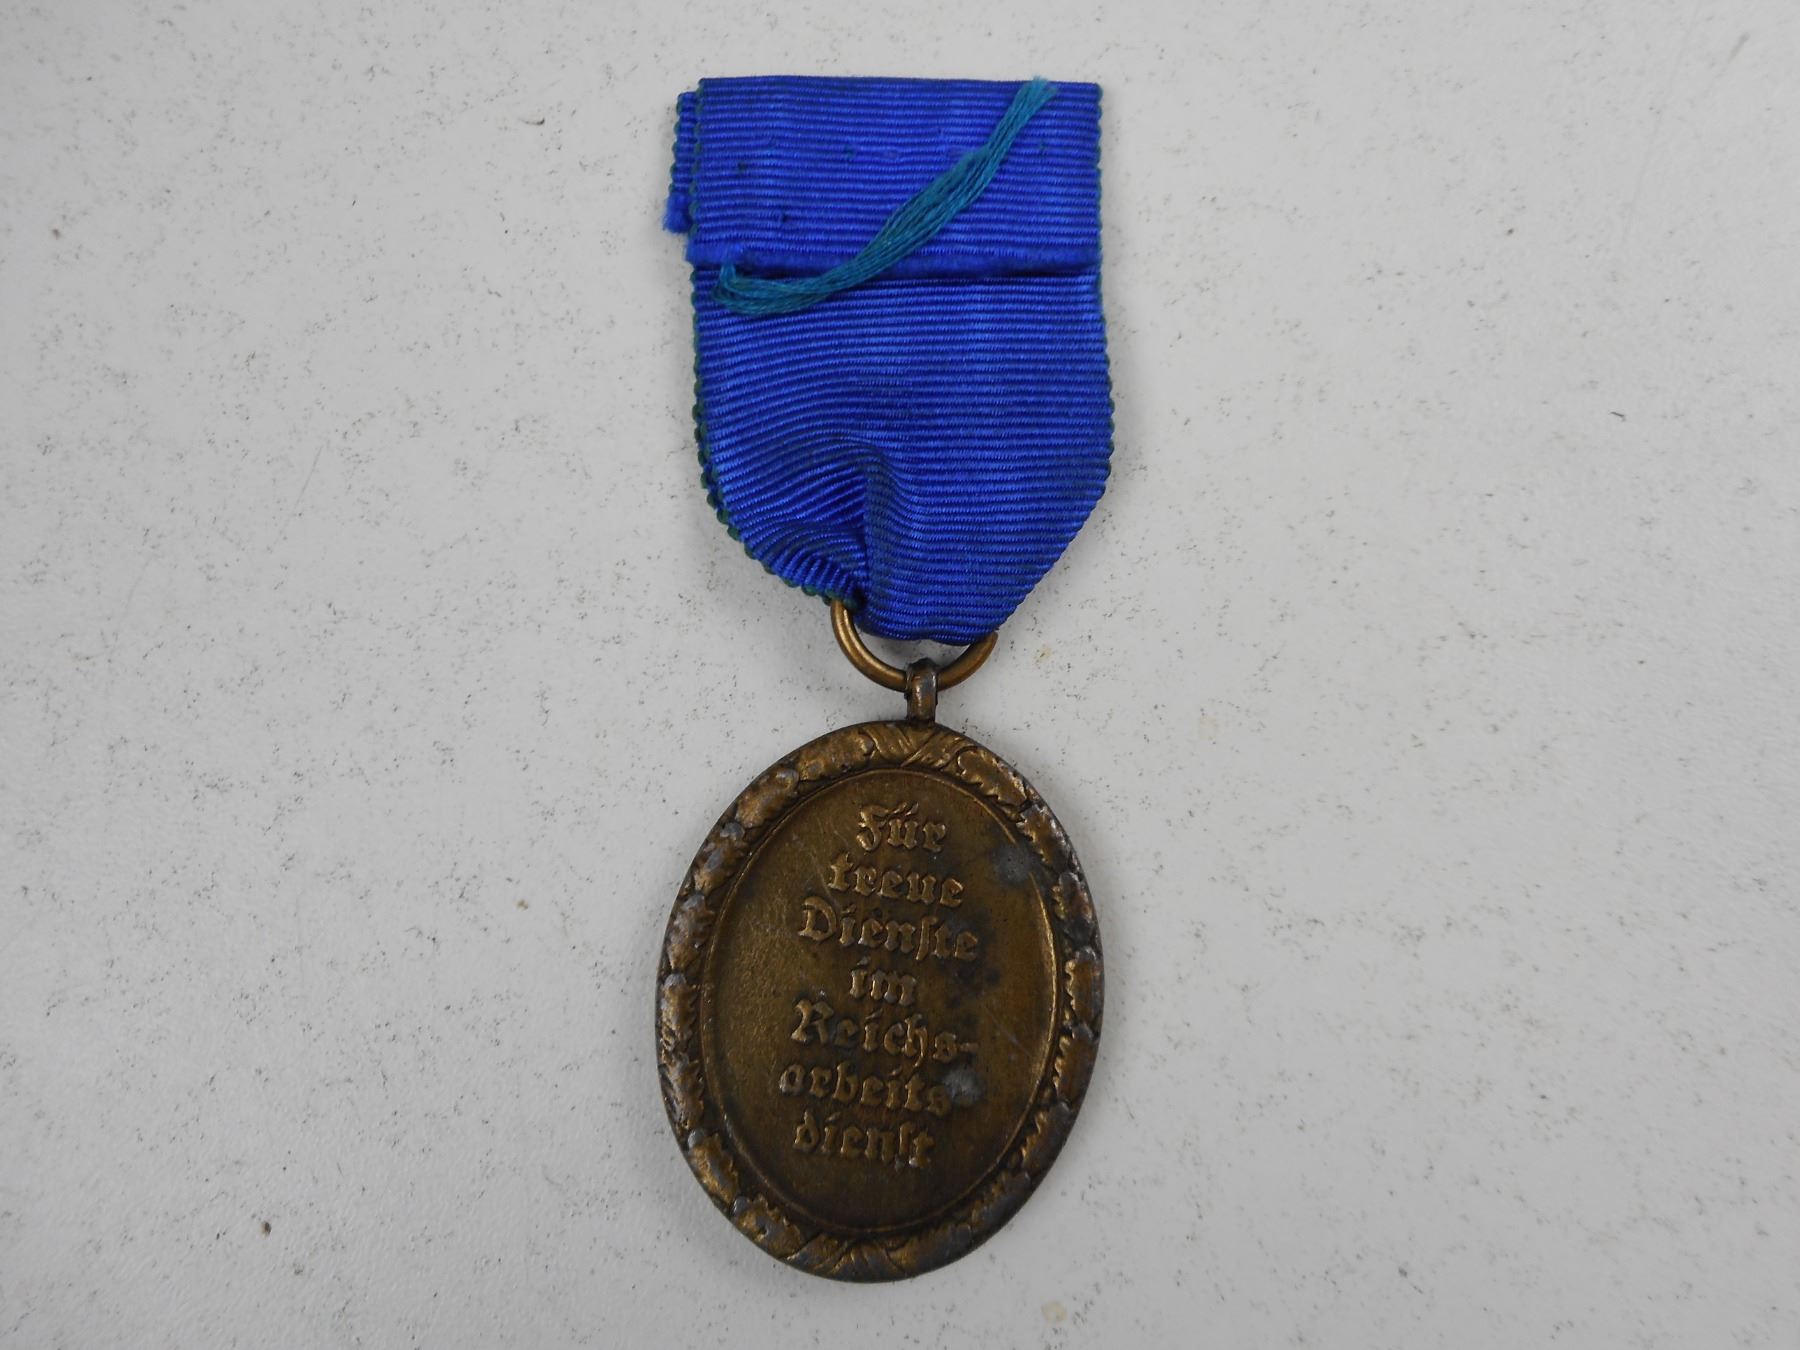 Für
treue
Dienste
im
Reichs-
arbeits-
dienst